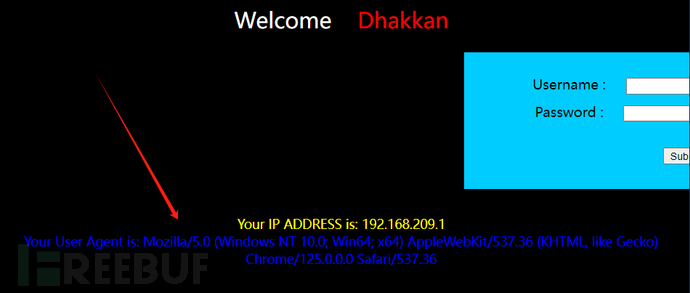 Welcome Dhakkan
Username :
Password :
Sub
Your IP ADDRESS is: 192.168.209.1
Your User Agent is: Mozilla/5.0 (Windows NT 10.0; Win64; x64) AppleWebKit/537.36 (KHTML, like Gecko)
Chrome/125.0.0.0 Safari/537.36
FREEBUF